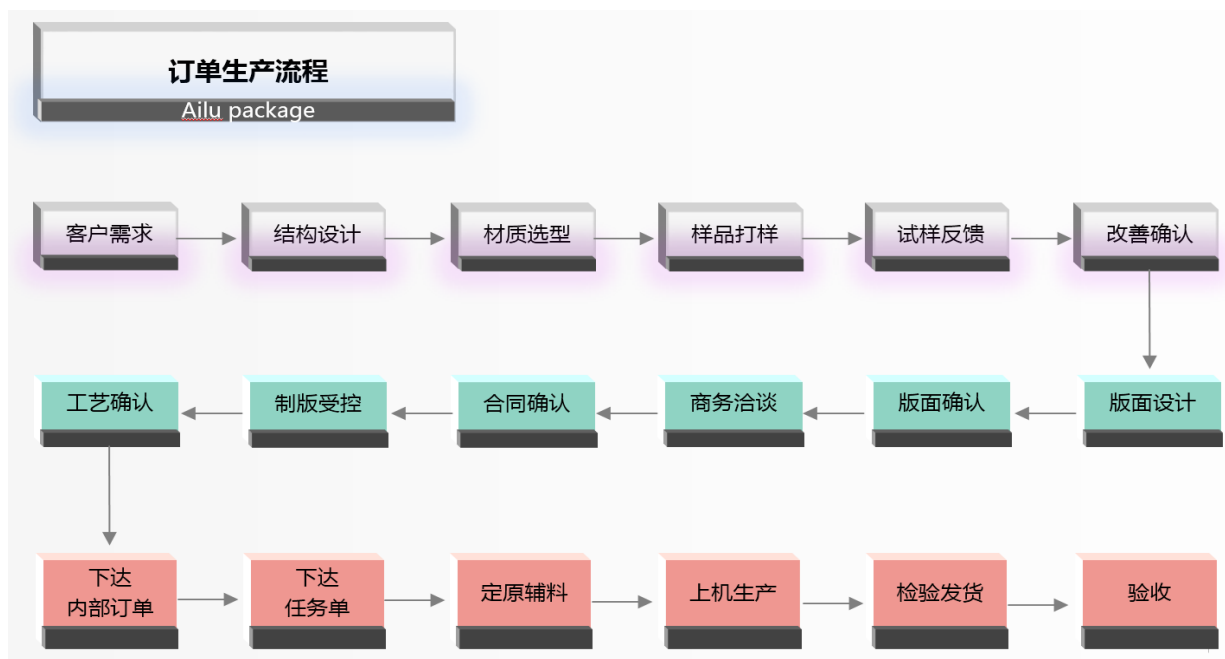 订单生产流程
Ailu package
客户需求
结构设计
材质选型
样品打样
试样反馈
改善确认
工艺确认
制版受控
合同确认
商务洽谈
版面确认
版面设计
下达
内部订单
下达
任务单
定原辅料
上机生产
检验发货
验收